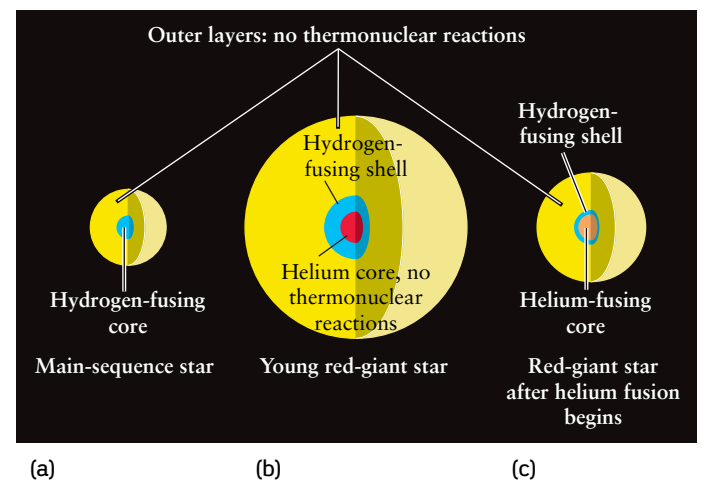 Outer layers: no thermonuclear reactions
Hydrogen-
fusing shell
Hydrogen-
fusing shell
Helium core, no
thermonuclear
reactions
Hydrogen-fusing
core
Helium-fusing
core
Main-sequence star
Young red-giant star
Red-giant star
after helium fusion
begins
(a)
(b)
(c)